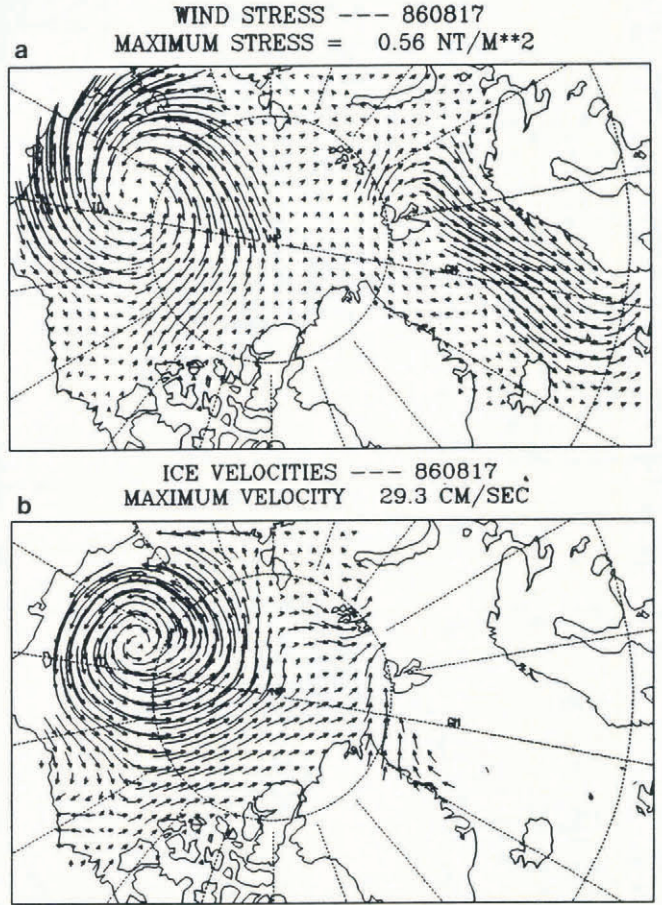 WIND STRESS --- 860817
a
MAXIMUM STRESS = 0.56 NT/M**2
ICE VELOCITIES --- 860817
b
MAXIMUM VELOCITY 29.3 CM/SEC